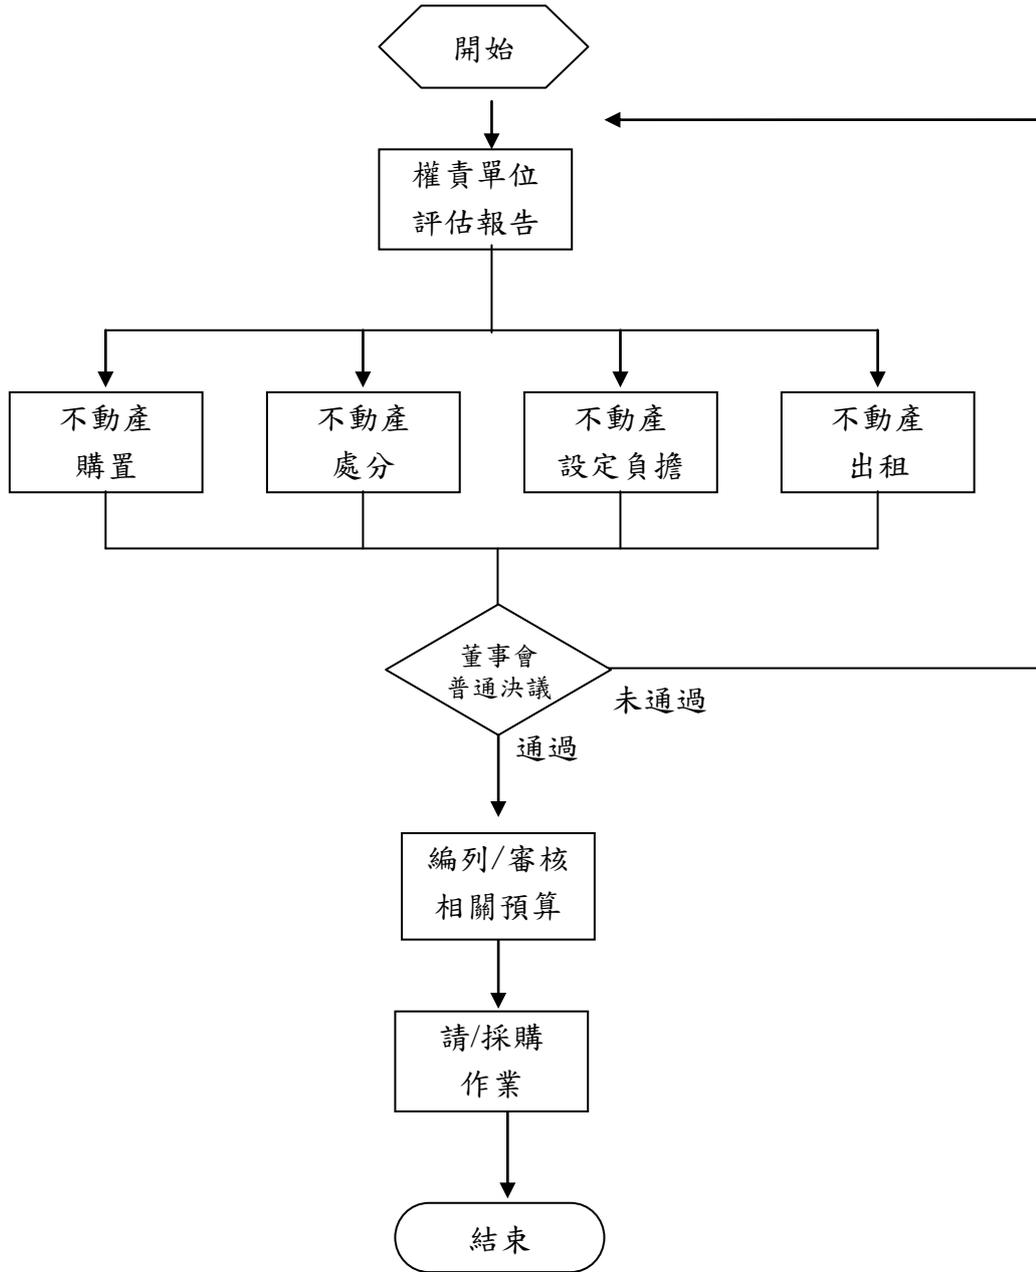 開始
權責單位
評估報告
不動產
購置
不動產
處分
不動產
設定負擔
不動產
出租
董事會
普通決議
未通過
通過
編列/審核
相關預算
請/採購
作業
結束